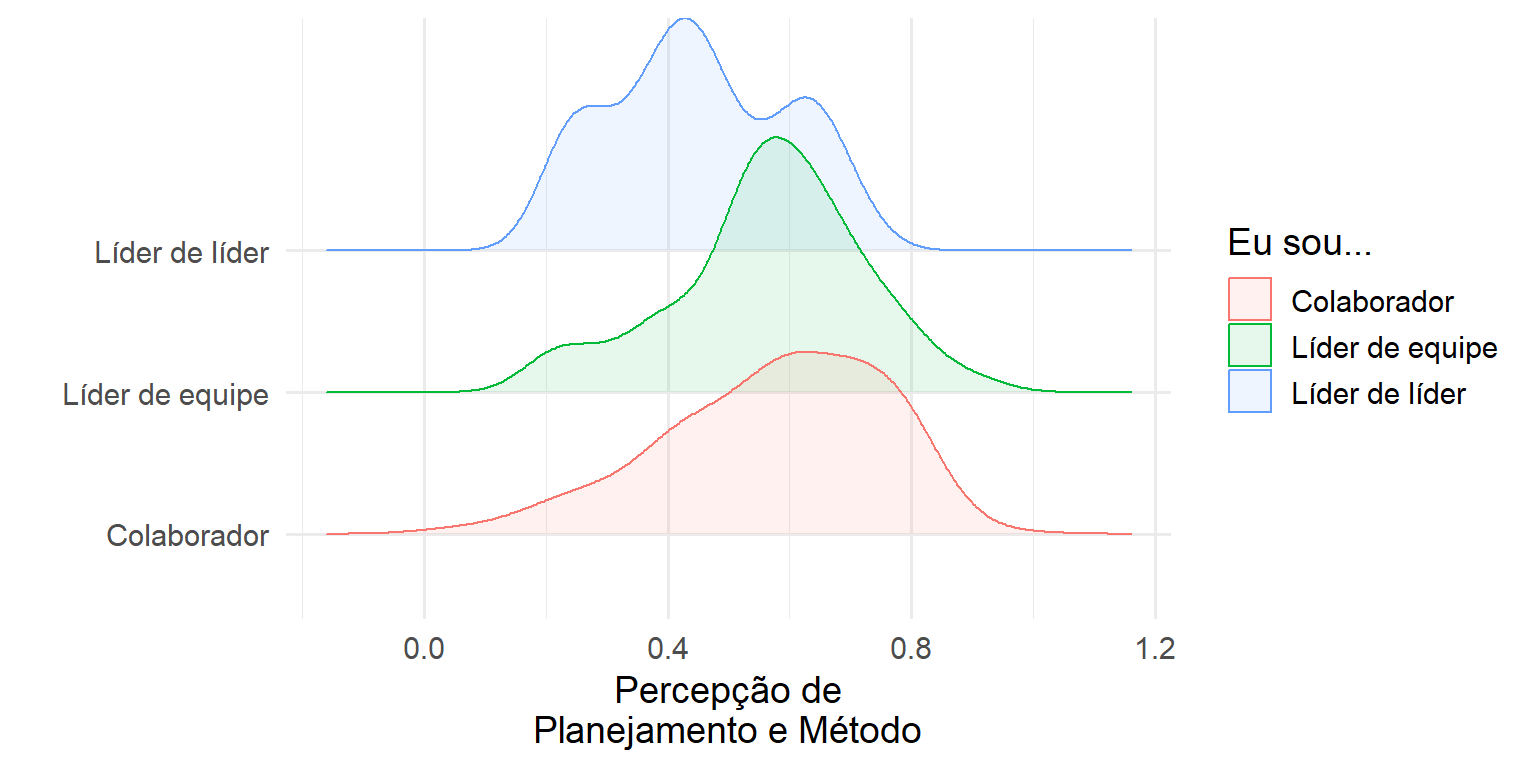 Líder de líder
Líder de equipe
Colaborador
0.0 0.4 0.8 1.2
Percepção de
Planejamento e Método
Eu sou...
Colaborador
Líder de equipe
Líder de líder